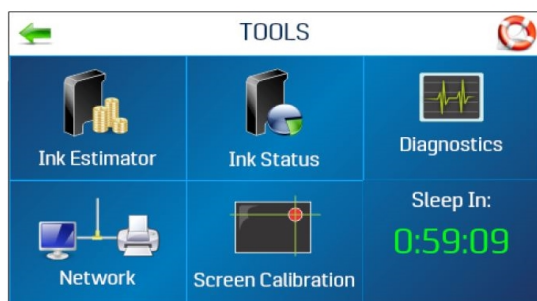 TOOLS
Ink Estimator
Ink Status
Diagnostics
Network
Screen Calibration
Sleep In:
0:59:09